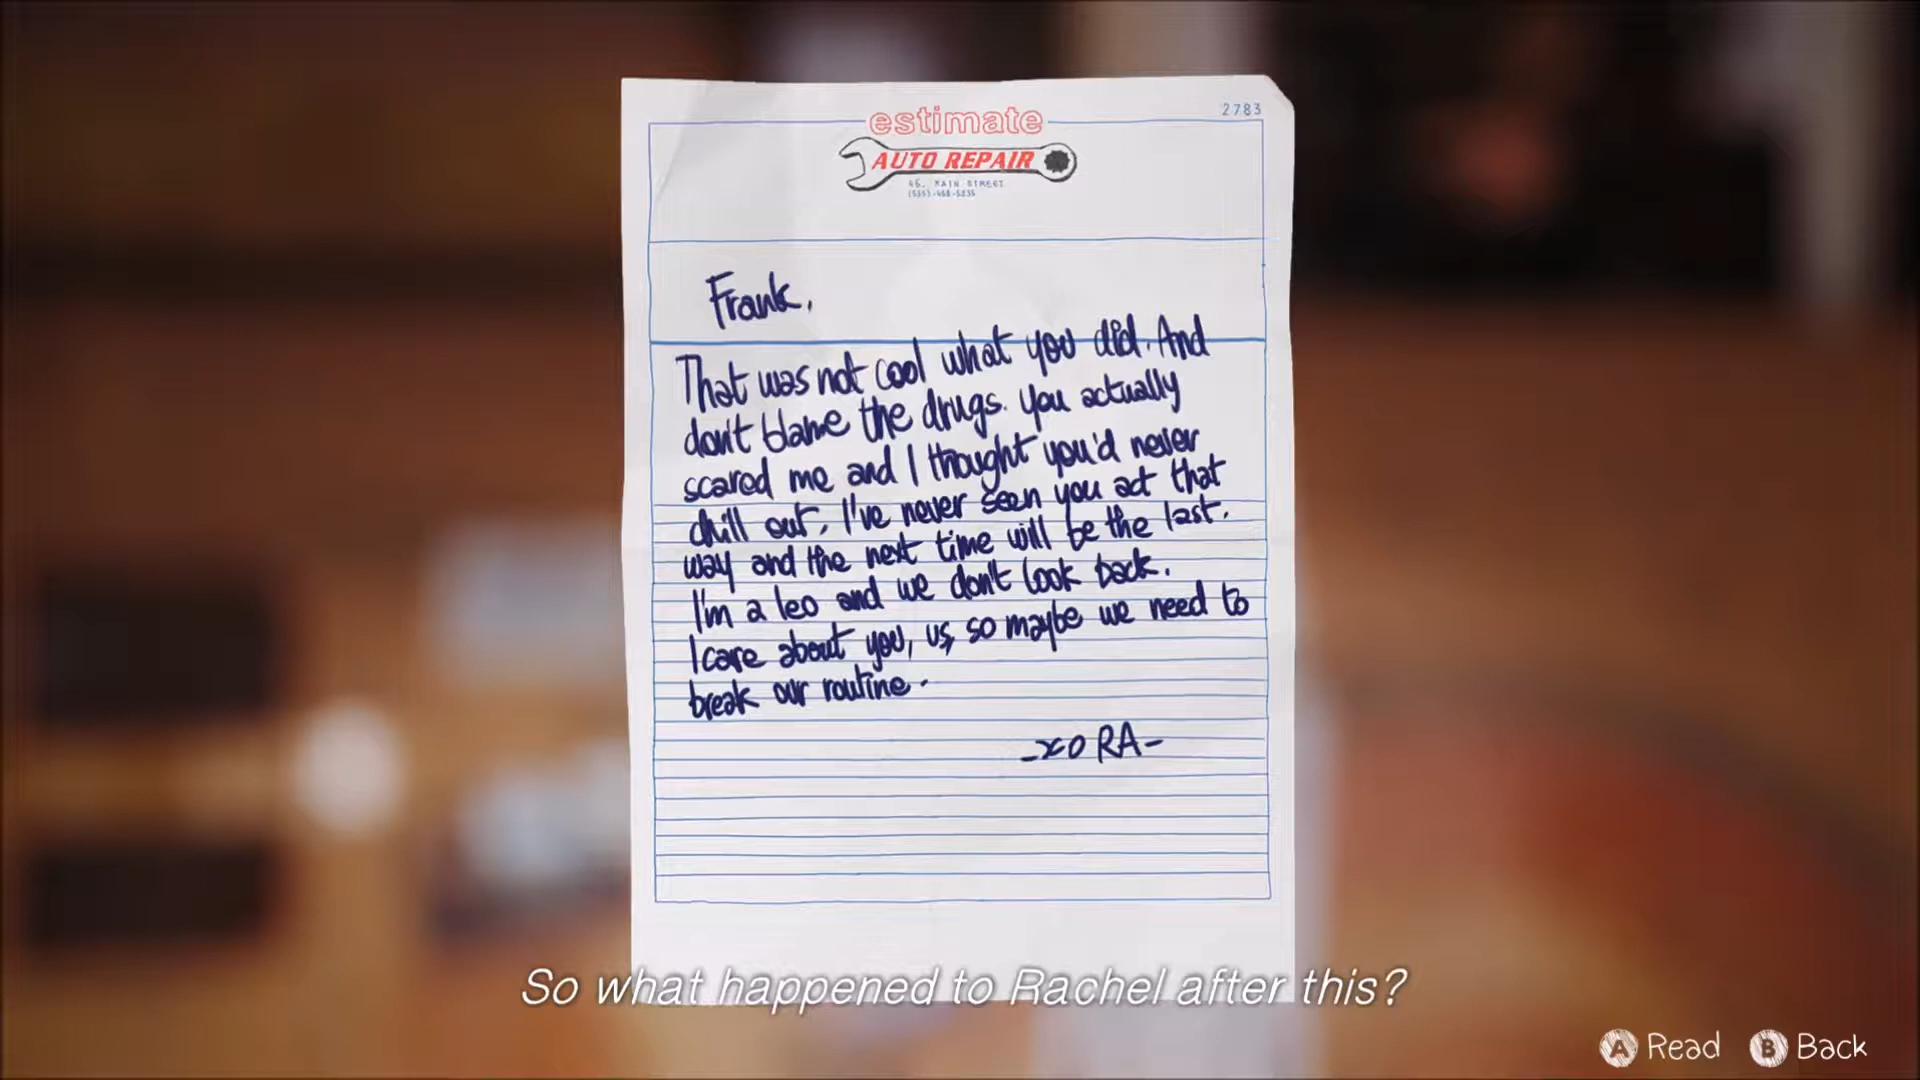 2783
estimate
AUTO REPAIR
45, MAIN STREET
Frank,
That was not cool what you did. And
don't blame the drugs. You actually
scared me and I thought you'd never
chill out. I've never seen you act that
way and the next time will be the last.
I'm a leo and we don't look back.
I care about you, us, so maybe we need to
break our routine.
-xo RA-
So what happened to Rachel after this?
A Read B Back